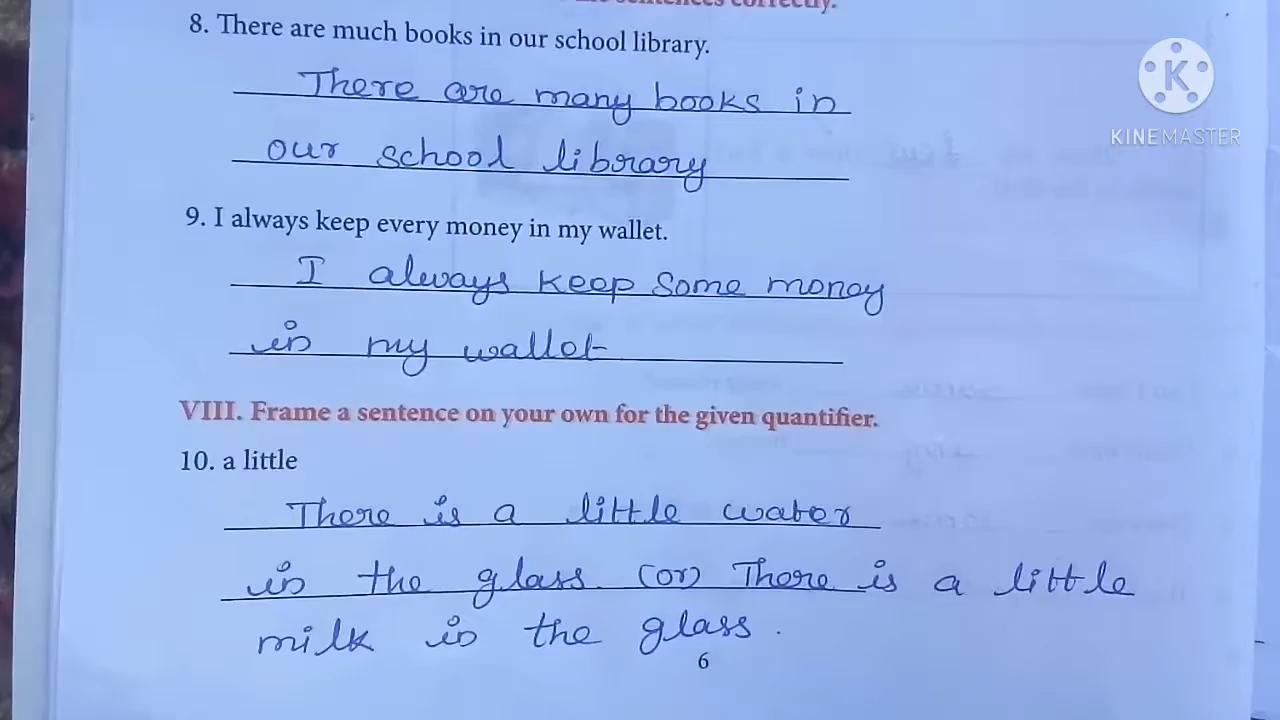 sentences correctly.
8. There are much books in our school library.
There are many books in
our school library
9. I always keep every money in my wallet.
I always keep some money
in my wallet
VIII. Frame a sentence on your own for the given quantifier.
10. a little
There is a little water
in the glass (or) There is a little
milk in the glass.
6
K
KINEMASTER